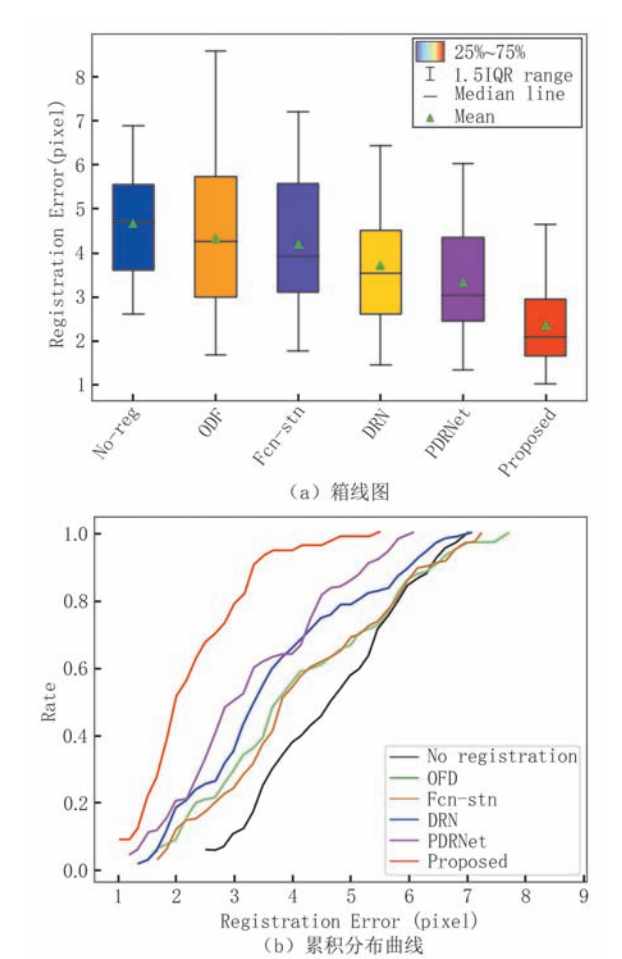 25%~75%
1.5IQR range
Median line
Mean
Registration Error(pixel)
8
7
6
5
4
3
2
1
No-reg
ODF
Fcn-stn
DRN
PDRNet
Proposed
（a）箱线图
Rate
1.0
0.8
0.6
0.4
0.2
0.0
No registration
OFD
Fcn-stn
DRN
PDRNet
Proposed
1 2 3 4 5 6 7 8 9
Registration Error (pixel)
（b）累积分布曲线